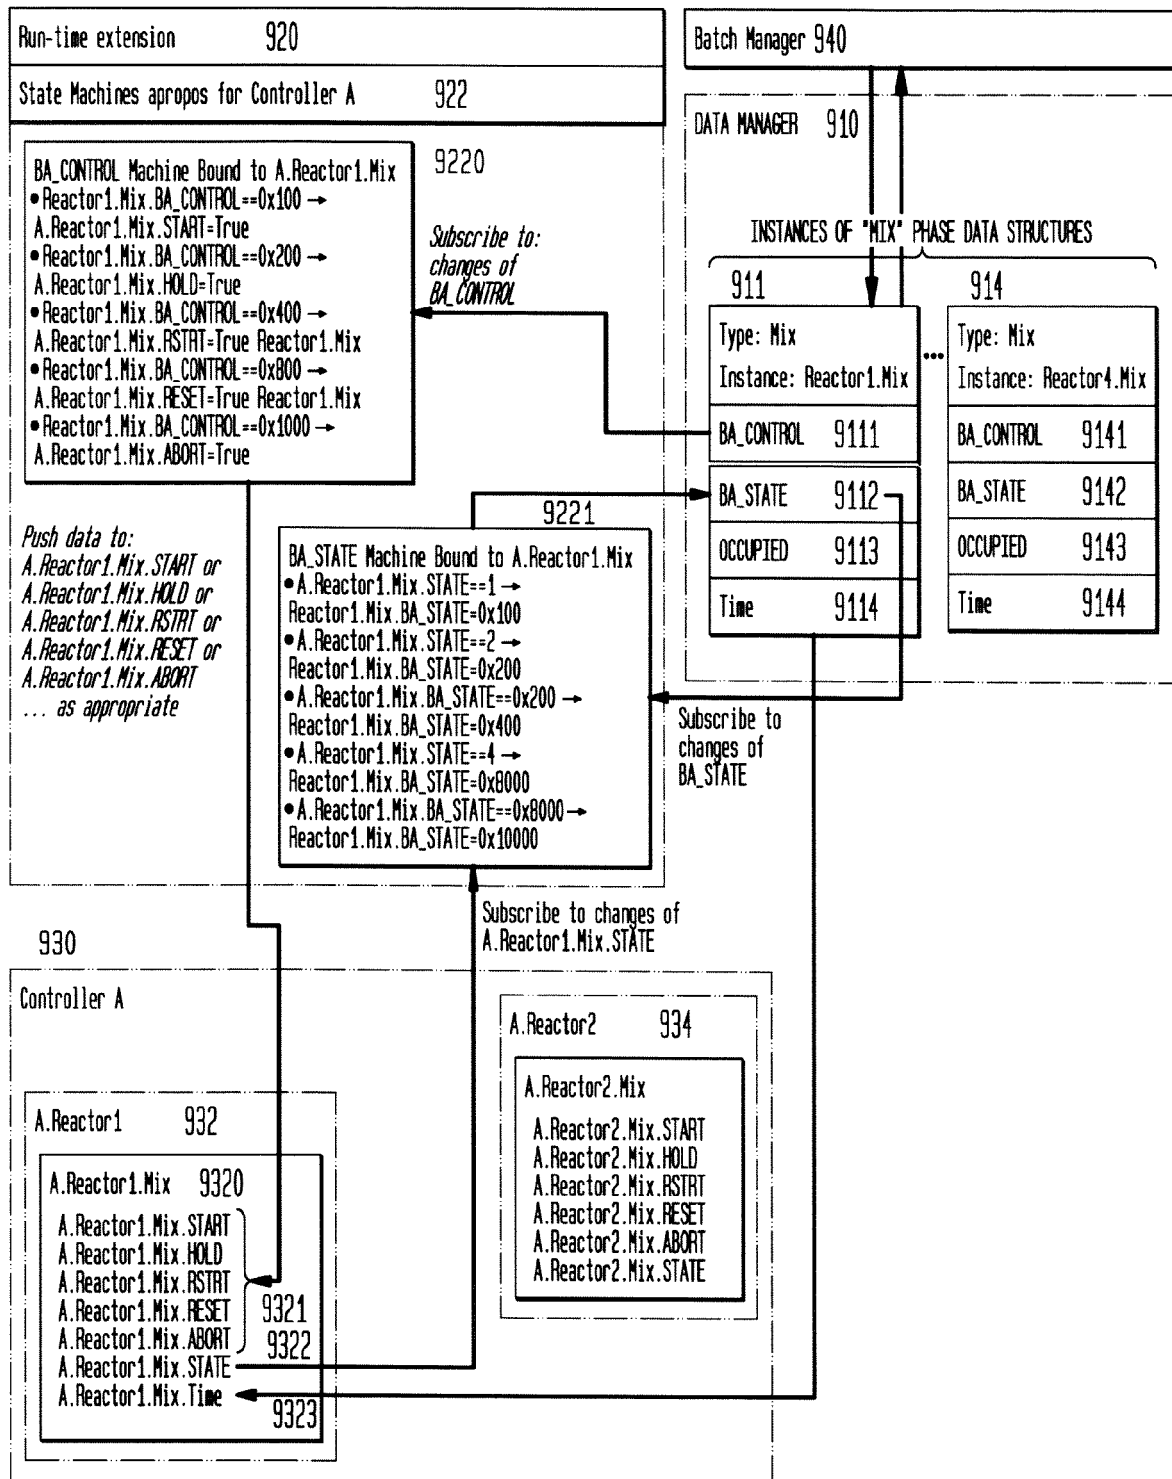 Run-time extension 920
State Machines apropos for Controller A 922
BA_CONTROL Machine Bound to A.Reactor1.Mix
•Reactor1.Mix.BA_CONTROL==0x100 →
A.Reactor1.Mix.START=True
•Reactor1.Mix.BA_CONTROL==0x200 →
A.Reactor1.Mix.HOLD=True
•Reactor1.Mix.BA_CONTROL==0x400 →
A.Reactor1.Mix.RSTRT=True Reactor1.Mix
•Reactor1.Mix.BA_CONTROL==0x800 →
A.Reactor1.Mix.RESET=True Reactor1.Mix
•Reactor1.Mix.BA_CONTROL==0x1000 →
A.Reactor1.Mix.ABORT=True
9220
Subscribe to:
changes of
BA_CONTROL
Push data to:
A.Reactor1.Mix.START or
A.Reactor1.Mix.HOLD or
A.Reactor1.Mix.RSTRT or
A.Reactor1.Mix.RESET or
A.Reactor1.Mix.ABORT
... as appropriate
9221
BA_STATE Machine Bound to A.Reactor1.Mix
•A.Reactor1.Mix.STATE==1 →
Reactor1.Mix.BA_STATE=0x100
•A.Reactor1.Mix.STATE==2 →
Reactor1.Mix.BA_STATE=0x200
•A.Reactor1.Mix.BA_STATE==0x200 →
Reactor1.Mix.BA_STATE=0x400
•A.Reactor1.Mix.STATE==4 →
Reactor1.Mix.BA_STATE=0x8000
•A.Reactor1.Mix.BA_STATE==0x8000 →
Reactor1.Mix.BA_STATE=0x10000
Batch Manager 940
DATA MANAGER 910
INSTANCES OF "MIX" PHASE DATA STRUCTURES
911
Type: Mix
Instance: Reactor1.Mix
BA_CONTROL 9111
BA_STATE 9112
OCCUPIED 9113
Time 9114
...
914
Type: Mix
Instance: Reactor4.Mix
BA_CONTROL 9141
BA_STATE 9142
OCCUPIED 9143
Time 9144
Subscribe to
changes of
BA_STATE
Subscribe to changes of
A.Reactor1.Mix.STATE
930
Controller A
A.Reactor1 932
A.Reactor1.Mix 9320
A.Reactor1.Mix.START
A.Reactor1.Mix.HOLD
A.Reactor1.Mix.RSTRT
A.Reactor1.Mix.RESET 9321
A.Reactor1.Mix.ABORT 9322
A.Reactor1.Mix.STATE
A.Reactor1.Mix.Time
9323
A.Reactor2 934
A.Reactor2.Mix
A.Reactor2.Mix.START
A.Reactor2.Mix.HOLD
A.Reactor2.Mix.RSTRT
A.Reactor2.Mix.RESET
A.Reactor2.Mix.ABORT
A.Reactor2.Mix.STATE